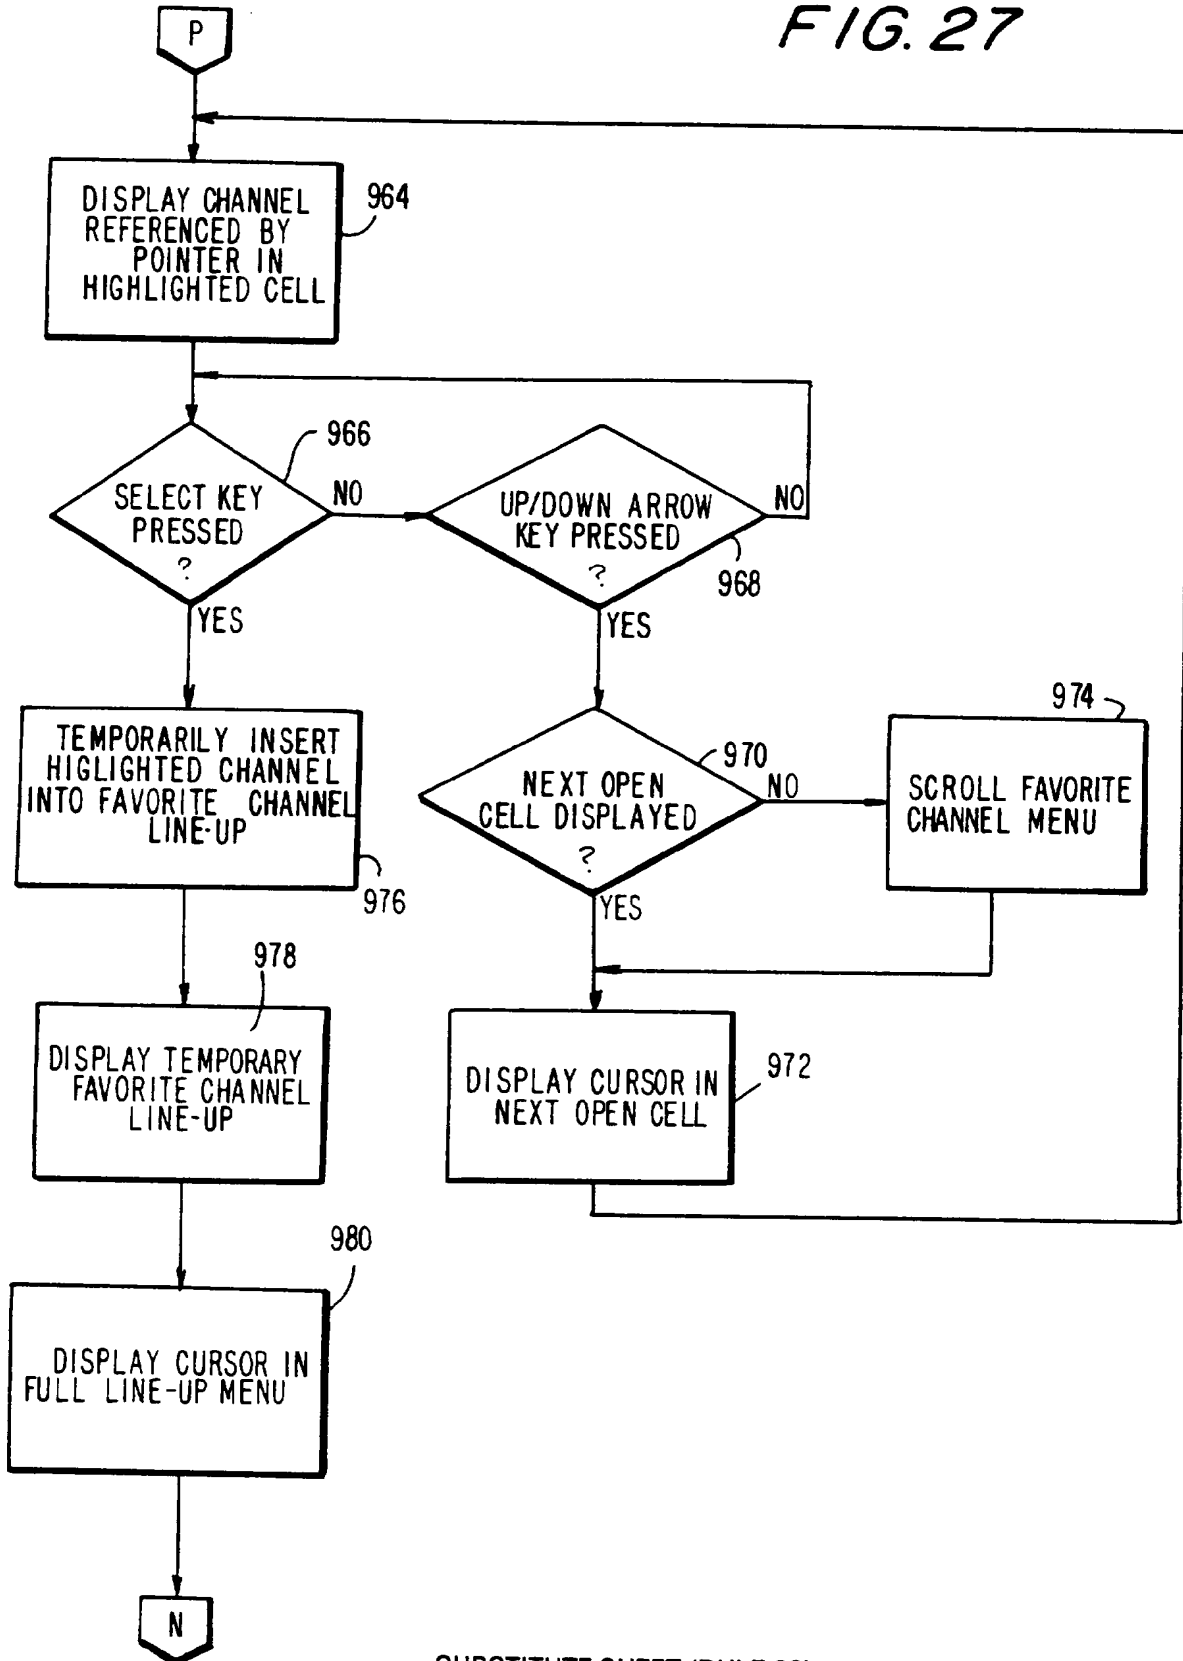 P
FIG. 27
DISPLAY CHANNEL
REFERENCED BY
POINTER IN
HIGHLIGHTED CELL
964
966
SELECT KEY
PRESSED
?
NO
YES
UP/DOWN ARROW
KEY PRESSED
?
NO
968
YES
TEMPORARILY INSERT
HIGLIGHTED CHANNEL
INTO FAVORITE CHANNEL
LINE-UP
976
NEXT OPEN
CELL DISPLAYED
?
970
NO
YES
974
SCROLL FAVORITE
CHANNEL MENU
978
DISPLAY TEMPORARY
FAVORITE CHANNEL
LINE-UP
DISPLAY CURSOR IN
NEXT OPEN CELL
972
980
DISPLAY CURSOR IN
FULL LINE-UP MENU
N